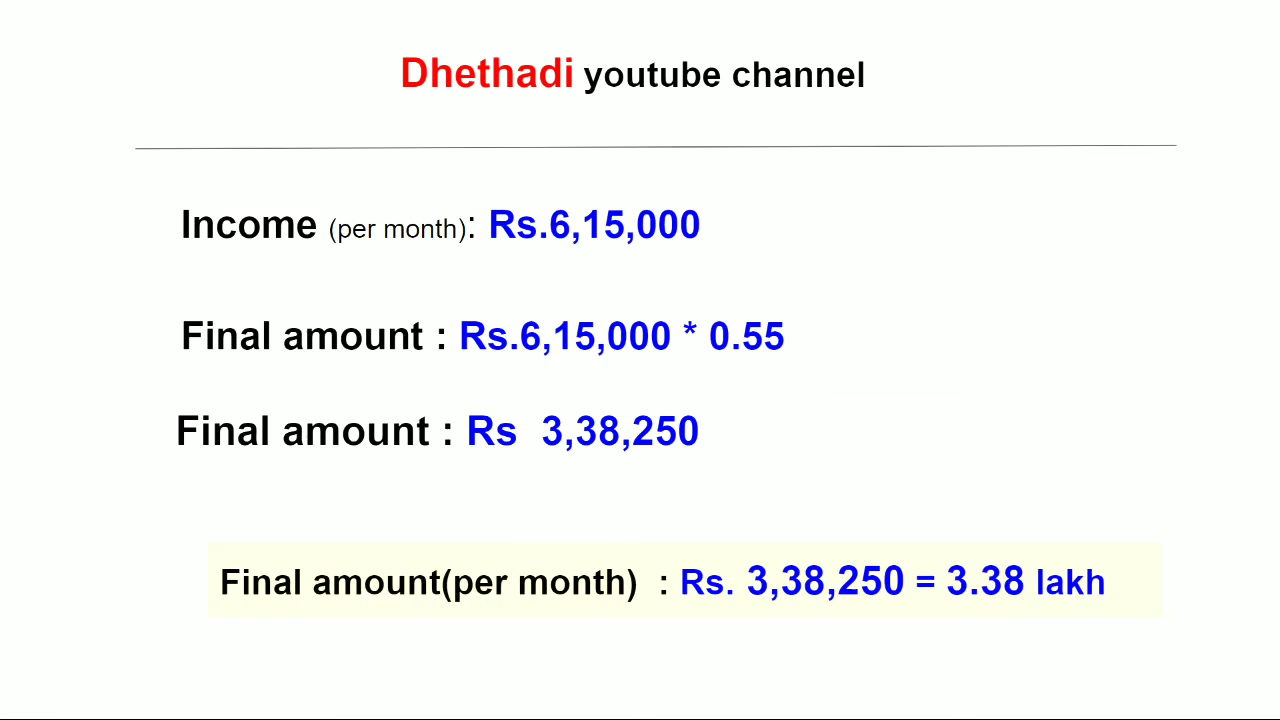 Dhethadi youtube channel
Income (per month): Rs.6,15,000
Final amount : Rs.6,15,000 * 0.55
Final amount : Rs 3,38,250
Final amount(per month) : Rs. 3,38,250 = 3.38 lakh